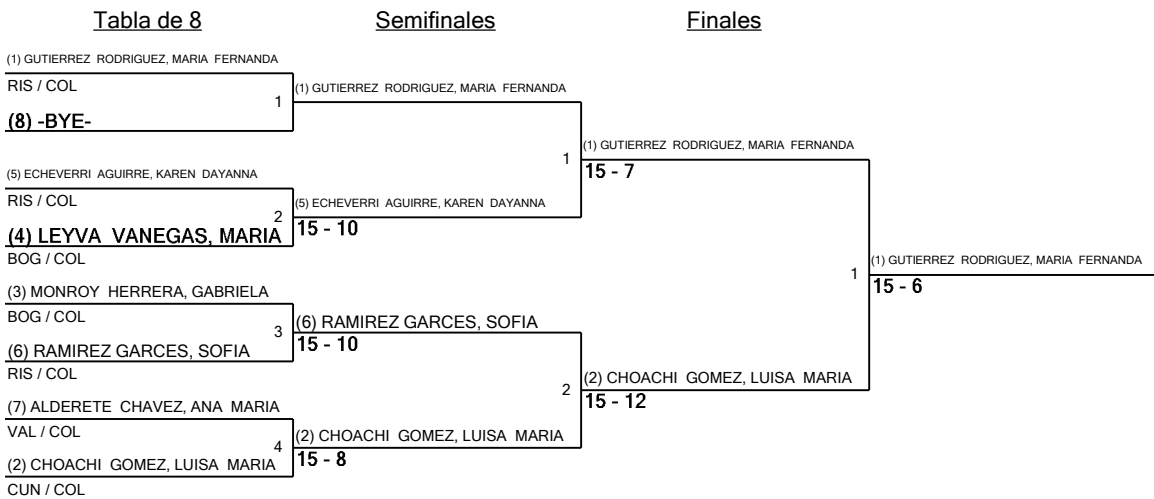 Tabla de 8
Semifinales
Finales
(1) GUTIERREZ RODRIGUEZ, MARIA FERNANDA
RIS / COL
1
(8) -BYE-
(5) ECHEVERRI AGUIRRE, KAREN DAYANNA
RIS / COL
2
(4) LEYVA VANEGAS, MARIA
BOG / COL
(3) MONROY HERRERA, GABRIELA
BOG / COL
3
(6) RAMIREZ GARCES, SOFIA
RIS / COL
(7) ALDERETE CHAVEZ, ANA MARIA
VAL / COL
4
(2) CHOACHI GOMEZ, LUISA MARIA
CUN / COL
(1) GUTIERREZ RODRIGUEZ, MARIA FERNANDA
1
(5) ECHEVERRI AGUIRRE, KAREN DAYANNA
15 - 10
(6) RAMIREZ GARCES, SOFIA
15 - 10
2
(2) CHOACHI GOMEZ, LUISA MARIA
15 - 8
(1) GUTIERREZ RODRIGUEZ, MARIA FERNANDA
15 - 7
1
(2) CHOACHI GOMEZ, LUISA MARIA
15 - 12
(1) GUTIERREZ RODRIGUEZ, MARIA FERNANDA
15 - 6